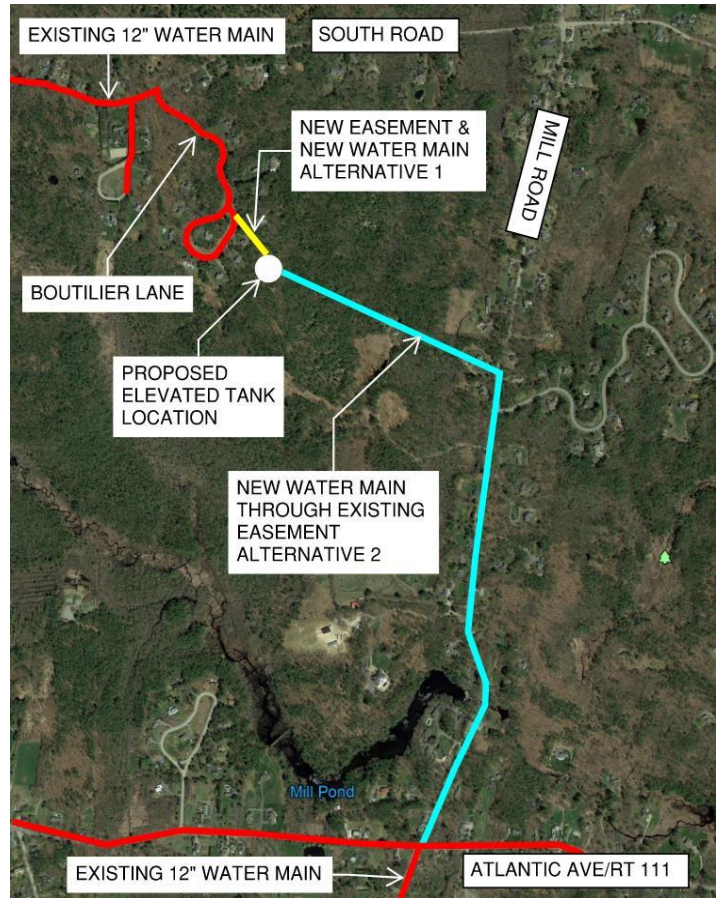 EXISTING 12" WATER MAIN
SOUTH ROAD
NEW EASEMENT &
NEW WATER MAIN
ALTERNATIVE 1
MILL ROAD
BOUTILIER LANE
PROPOSED
ELEVATED TANK
LOCATION
NEW WATER MAIN
THROUGH EXISTING
EASEMENT
ALTERNATIVE 2
Mill Pond
EXISTING 12" WATER MAIN
ATLANTIC AVE/RT 111